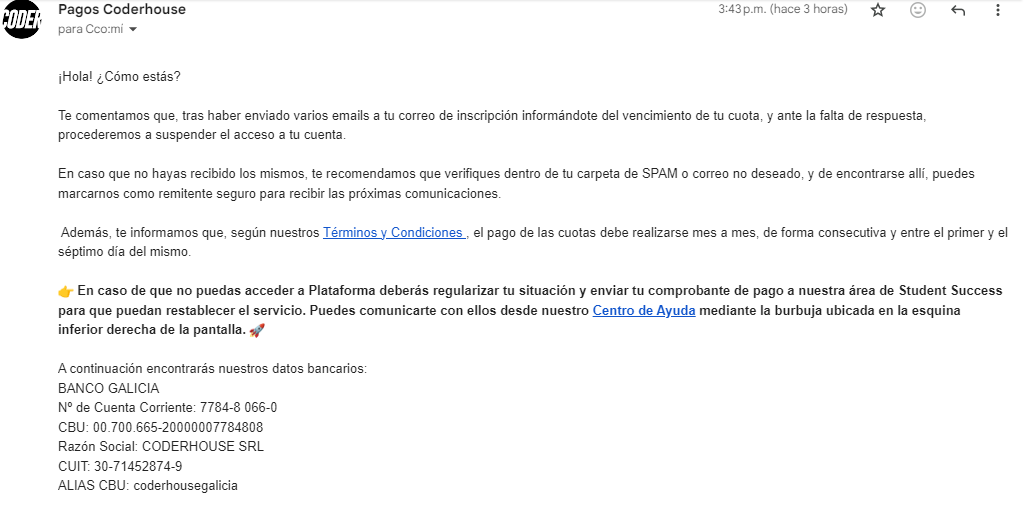 CODER
Pagos Coderhouse
3:43 p.m. (hace 3 horas)
para Cco:mí
¡Hola! ¿Cómo estás?
Te comentamos que, tras haber enviado varios emails a tu correo de inscripción informándote del vencimiento de tu cuota, y ante la falta de respuesta,
procederemos a suspender el acceso a tu cuenta.
En caso que no hayas recibido los mismos, te recomendamos que verifiques dentro de tu carpeta de SPAM o correo no deseado, y de encontrarse allí, puedes
marcarnos como remitente seguro para recibir las próximas comunicaciones.
Además, te informamos que, según nuestros Términos y Condiciones , el pago de las cuotas debe realizarse mes a mes, de forma consecutiva y entre el primer y el
séptimo día del mismo.
👉 En caso de que no puedas acceder a Plataforma deberás regularizar tu situación y enviar tu comprobante de pago a nuestra área de Student Success
para que puedan restablecer el servicio. Puedes comunicarte con ellos desde nuestro Centro de Ayuda mediante la burbuja ubicada en la esquina
inferior derecha de la pantalla. 🚀
A continuación encontrarás nuestros datos bancarios:
BANCO GALICIA
Nº de Cuenta Corriente: 7784-8 066-0
CBU: 00.700.665-20000007784808
Razón Social: CODERHOUSE SRL
CUIT: 30-71452874-9
ALIAS CBU: coderhousegalicia